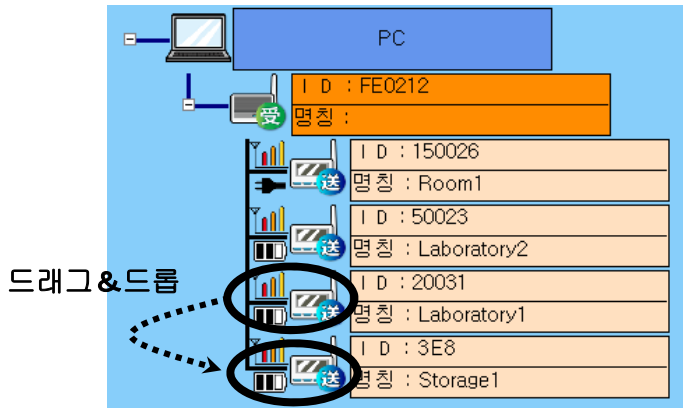 PC
ID:FE0212
受
명칭:
ID:150026
送
명칭:Room1
ID:50023
送
명칭:Laboratory2
드래그&드롭
ID:20031
送
명칭:Laboratory1
ID:3E8
送
명칭:Storage1